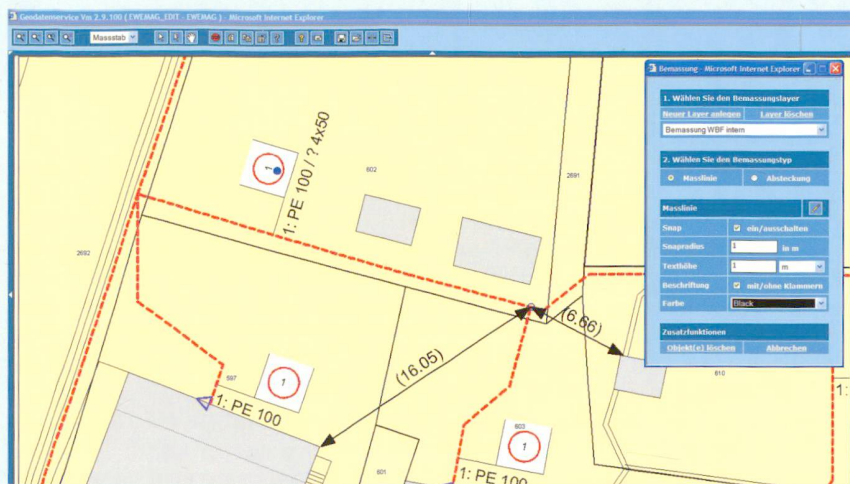 Geodatenservice Vm 2.9.100 ( EWEMAG_EDIT - EWEMAG ) - Microsoft Internet Explorer
Massstab
Bemassung - Microsoft Internet Explorer
1. Wählen Sie den Bemassungslayer
Neuer Layer anlegen
Layer löschen
Bemassung WBF intern
2. Wählen Sie den Bemassungstyp
Masslinie
Absteckung
Masslinie
Snap
ein/ausschalten
Snapradius
1
in m
Texthöhe
1
m
Beschriftung
mit/ohne Klammern
Farbe
Black
Zusatzfunktionen
Objekt(e) löschen
Abbrechen
1
1: PE 100 / ? 4x50
602
2691
2692
(6.66)
(16.05)
597
1
1: PE 100
610
1:
603
1
601
1: PE 100